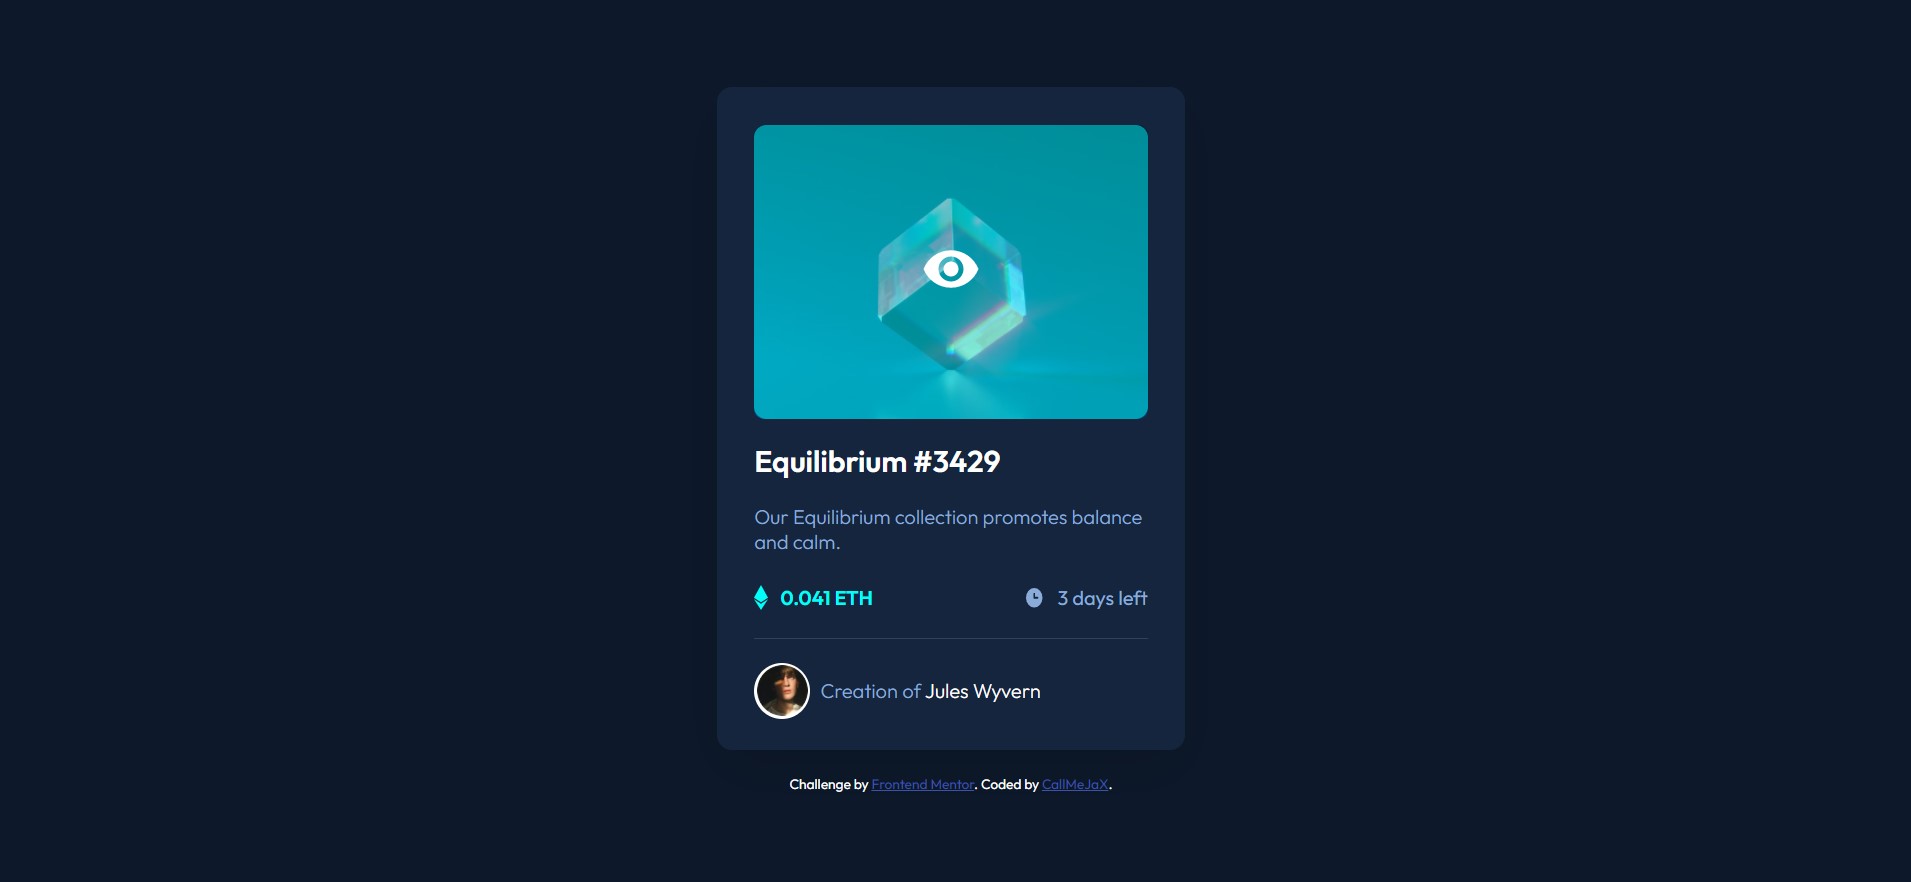 Equilibrium #3429
Our Equilibrium collection promotes balance
and calm.
0.041 ETH
3 days left
Creation of Jules Wyvern
Challenge by Frontend Mentor. Coded by CallMeJaX.